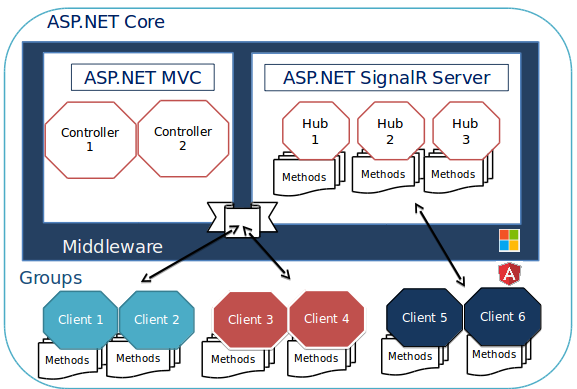 ASP.NET Core
ASP.NET MVC
ASP.NET SignalR Server
Controller
1
Controller
2
Hub
1
Hub
2
Hub
3
Methods
Methods
Methods
Middleware
Groups
Client 1
Client 2
Client 3
Client 4
Client 5
Client 6
Methods
Methods
Methods
Methods
Methods
Methods